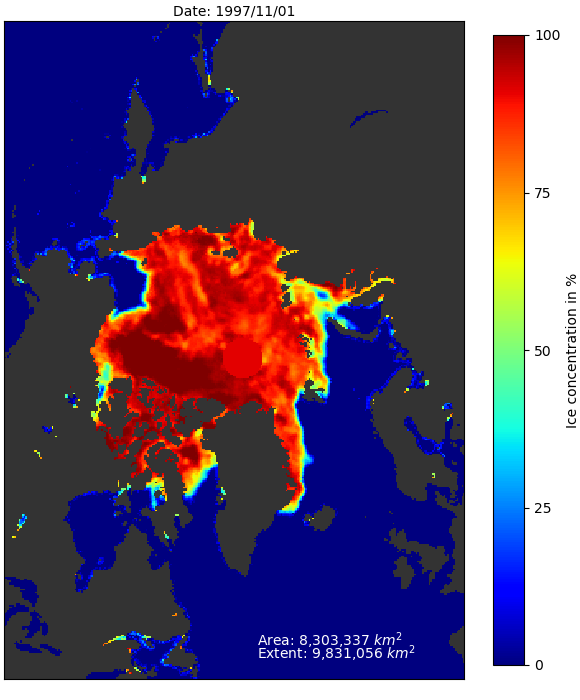 Date: 1997/11/01
100
75
50
25
0
Ice concentration in %
Area: 8,303,337 km²
Extent: 9,831,056 km²